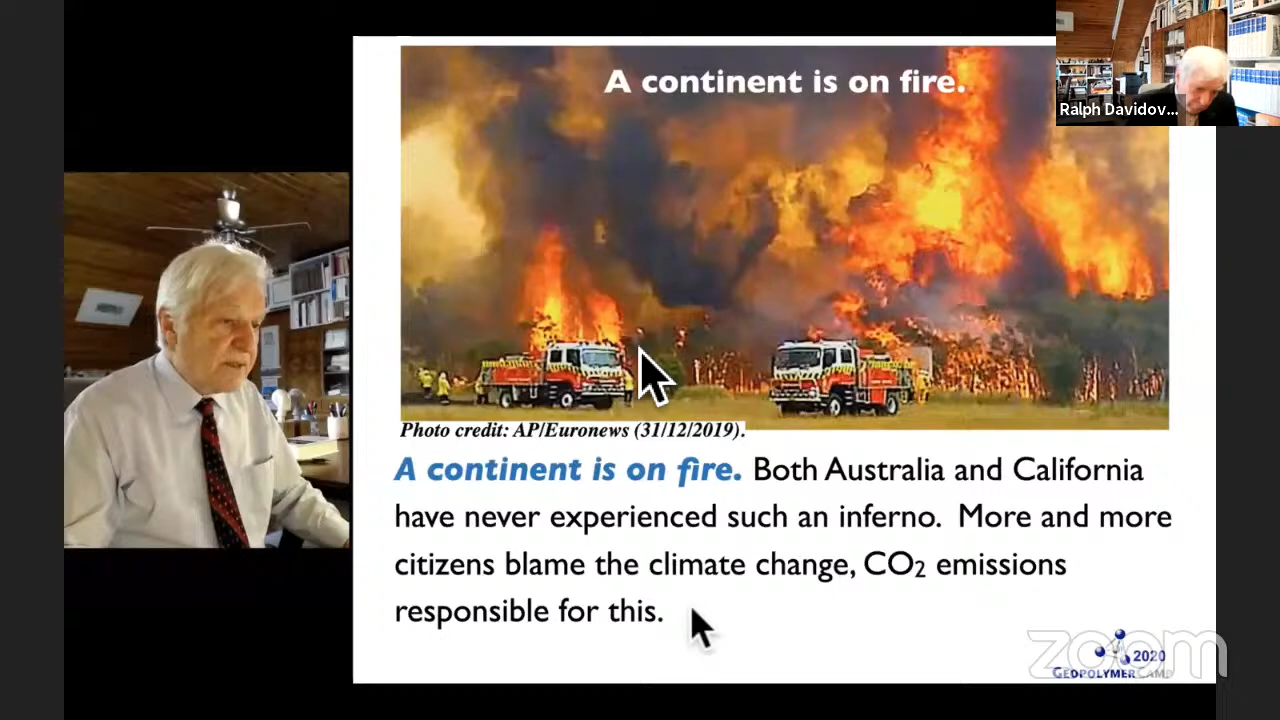 A continent is on fire.
Ralph Davidov...
Photo credit: AP/Euronews (31/12/2019).
A continent is on fire. Both Australia and California
have never experienced such an inferno. More and more
citizens blame the climate change, CO₂ emissions
responsible for this.
zoom
2020
GEOPOLYMER CAMP